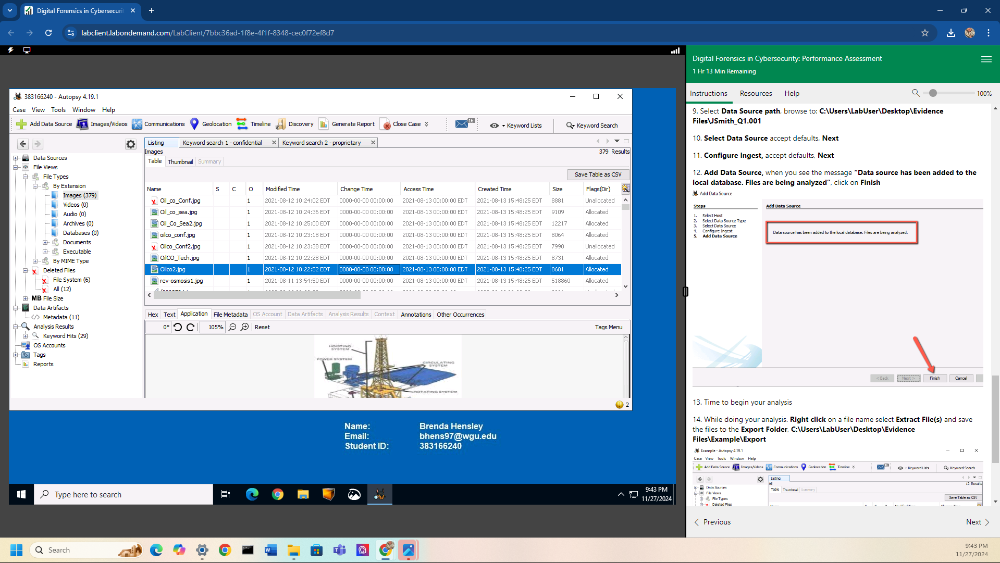 Digital Forensics in Cybersecurit
labclient.labondemand.com/LabClient/7bbc36ad-1f8e-4f1f-8348-cec0f72ef8d7
383166240 - Autopsy 4.19.1
Case View Tools Window Help
Add Data Source Images/Videos Communications Geolocation Timeline Discovery Generate Report Close Case 16 Keyword Lists Keyword Search
Listing Keyword search 1 - confidential Keyword search 2 - proprietary
Images 379 Results
Table Thumbnail Summary
Save Table as CSV
Data Sources
File Views
File Types
By Extension
Images (379)
Videos (0)
Audio (0)
Archives (0)
Databases (0)
Documents
Executable
By MIME Type
Deleted Files
File System (6)
All (12)
MB File Size
Data Artifacts
Metadata (11)
Analysis Results
Keyword Hits (29)
OS Accounts
Tags
Reports
Name S C O Modified Time Change Time Access Time Created Time Size Flags(Dir)
Oil_co_Conf.jpg 1 2021-08-12 10:24:02 EDT 0000-00-00 00:00:00 2021-08-13 00:00:00 EDT 2021-08-13 15:48:25 EDT 8881 Unallocated
Oil_co_sea.jpg 1 2021-08-12 10:24:36 EDT 0000-00-00 00:00:00 2021-08-13 00:00:00 EDT 2021-08-13 15:48:25 EDT 9109 Allocated
Oil_Co_Sea2.jpg 1 2021-08-12 10:25:00 EDT 0000-00-00 00:00:00 2021-08-13 00:00:00 EDT 2021-08-13 15:48:25 EDT 12217 Allocated
oilco_conf.jpg 1 2021-08-12 10:23:18 EDT 0000-00-00 00:00:00 2021-08-13 00:00:00 EDT 2021-08-13 15:48:25 EDT 8064 Allocated
Oilco_Conf2.jpg 1 2021-08-12 10:23:38 EDT 0000-00-00 00:00:00 2021-08-13 00:00:00 EDT 2021-08-13 15:48:25 EDT 7990 Unallocated
OilCO_Tech.jpg 1 2021-08-12 10:22:28 EDT 0000-00-00 00:00:00 2021-08-13 00:00:00 EDT 2021-08-13 15:48:25 EDT 8731 Allocated
Oilco2.jpg 1 2021-08-12 10:22:52 EDT 0000-00-00 00:00:00 2021-08-13 00:00:00 EDT 2021-08-13 15:48:25 EDT 8681 Allocated
rev-osmosis1.jpg 1 2021-08-11 13:54:50 EDT 0000-00-00 00:00:00 2021-08-13 00:00:00 EDT 2021-08-13 15:48:25 EDT 518860 Allocated
Hex Text Application File Metadata OS Account Data Artifacts Analysis Results Context Annotations Other Occurrences
0° 105% Reset Tags Menu
HOISTING SYSTEM
POWER SYSTEM
CIRCULATING SYSTEM
ROTATING SYSTEM
2
Name: Brenda Hensley
Email: bhens97@wgu.edu
Student ID: 383166240
Type here to search
9:43 PM
11/27/2024
Digital Forensics in Cybersecurity: Performance Assessment
1 Hr 13 Min Remaining
Instructions Resources Help 100%
9. Select Data Source path, browse to: C:\Users\LabUser\Desktop\Evidence
Files\JSmith_Q1.001
10. Select Data Source accept defaults, Next
11. Configure Ingest, accept defaults, Next
12. Add Data Source, when you see the message “Data source has been added to the
local database. Files are being analyzed”, click on Finish
Add Data Source
Steps
1. Select Host
2. Select Data Source Type
3. Select Data Source
4. Configure Ingest
5. Add Data Source
Add Data Source
Data source has been added to the local database. Files are being analyzed.
< Back Next > Finish Cancel
13. Time to begin your analysis
14. While doing your analysis. Right click on a file name select Extract File(s) and save
the files to the Export Folder, C:\Users\LabUser\Desktop\Evidence
Files\Example\Export
Example - Autopsy 4.19.1
Case View Tools Window Help
Add Data Source Images/Videos Communications Geolocation Timeline Keyword Lists Keyword Search
Listing
All 12 Results
Table Thumbnail Summary
Save Table as CSV
Data Sources
File Views
File Types
Deleted Files
Previous Next
Search
9:43 PM
11/27/2024